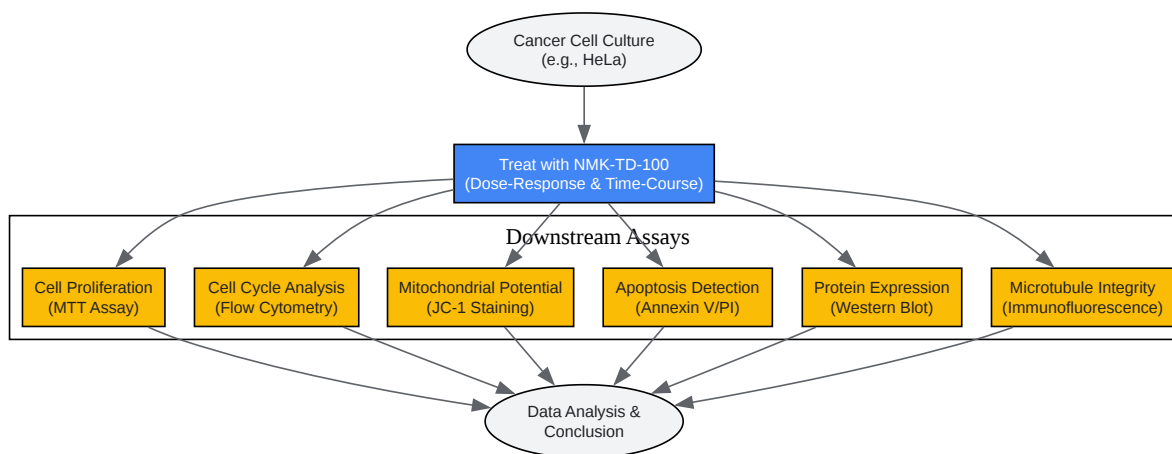 Cancer Cell Culture
(e.g., HeLa)
Treat with NMK-TD-100
(Dose-Response & Time-Course)
Downstream Assays
Cell Proliferation
(MTT Assay)
Cell Cycle Analysis
(Flow Cytometry)
Mitochondrial Potential
(JC-1 Staining)
Apoptosis Detection
(Annexin V/PI)
Protein Expression
(Western Blot)
Microtubule Integrity
(Immunofluorescence)
Data Analysis &
Conclusion